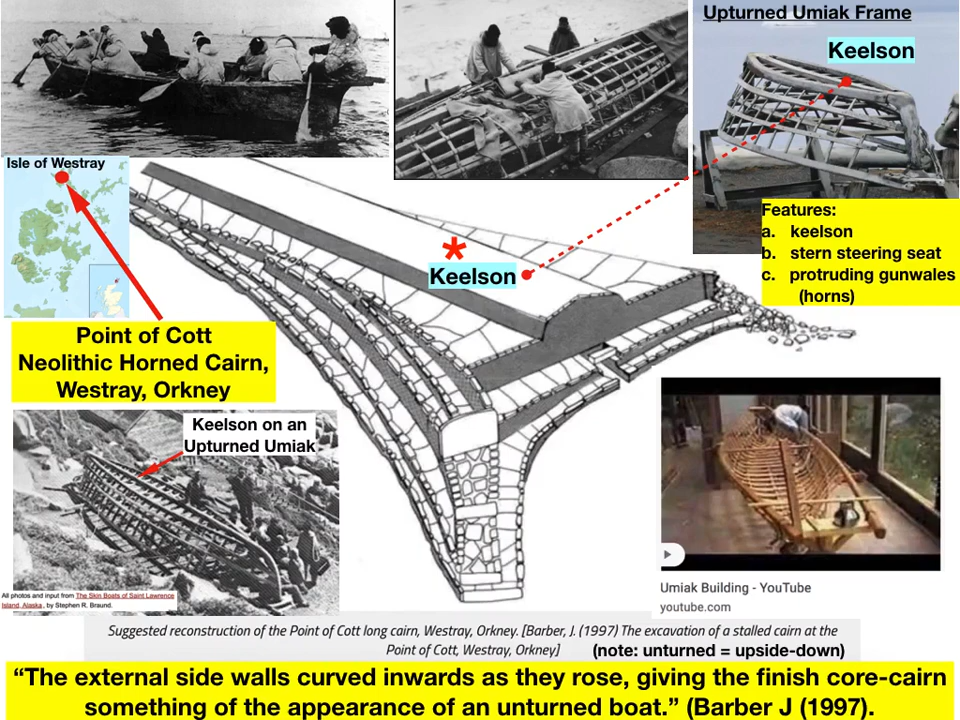 Upturned Umiak Frame
Keelson
Isle of Westray
Features:
a. keelson
b. stern steering seat
c. protruding gunwales
(horns)
*
Keelson
Point of Cott
Neolithic Horned Cairn,
Westray, Orkney
Keelson on an
Upturned Umiak
All photos and input from The Skin Boats of Saint Lawrence
Island, Alaska, by Stephen R. Braund.
Umiak Building - YouTube
youtube.com
Suggested reconstruction of the Point of Cott long cairn, Westray, Orkney. [Barber, J. (1997) The excavation of a stalled cairn at the
Point of Cott, Westray, Orkney] (note: unturned = upside-down)
“The external side walls curved inwards as they rose, giving the finish core-cairn
something of the appearance of an unturned boat.” (Barber J (1997).